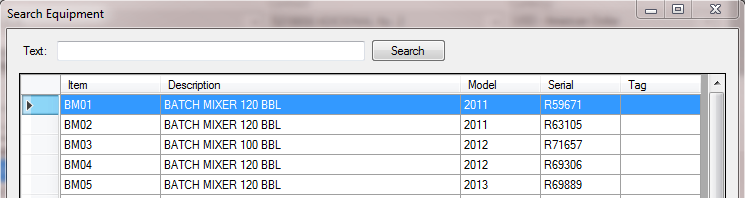 Search Equipment
Text: Search
Item Description Model Serial Tag
BM01 BATCH MIXER 120 BBL 2011 R59671
BM02 BATCH MIXER 120 BBL 2011 R63105
BM03 BATCH MIXER 100 BBL 2012 R71657
BM04 BATCH MIXER 120 BBL 2012 R69306
BM05 BATCH MIXER 120 BBL 2013 R69889